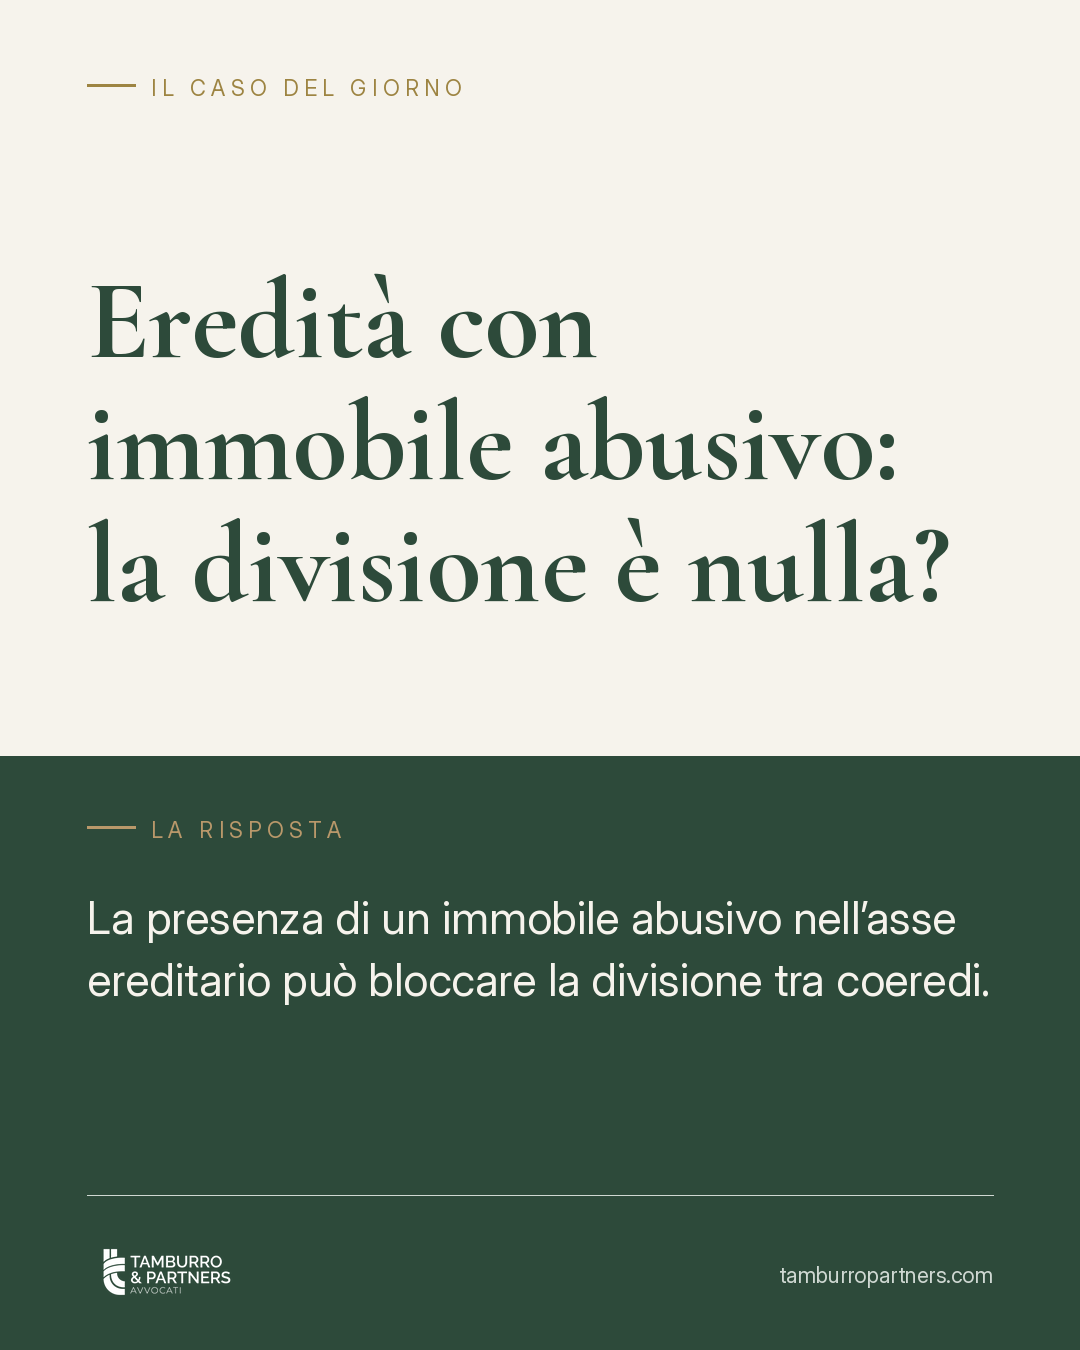 IL CASO DEL GIORNO
Eredità con
immobile abusivo:
la divisione è nulla?
LA RISPOSTA
La presenza di un immobile abusivo nell’asse
ereditario può bloccare la divisione tra coeredi.
TAMBURRO
& PARTNERS
AVVOCATI
tamburropartners.com